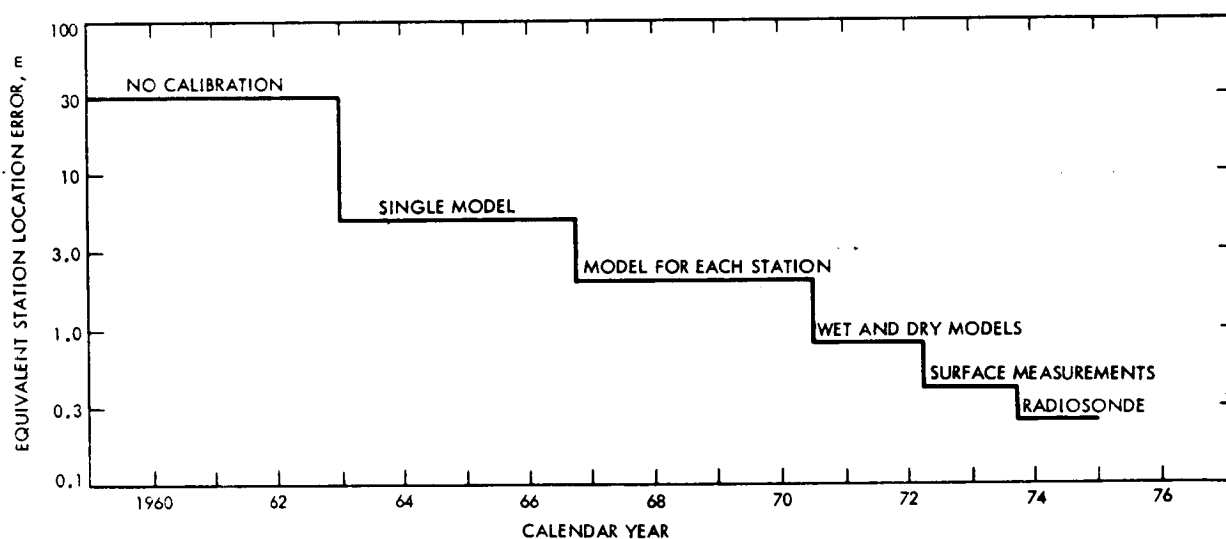 EQUIVALENT STATION LOCATION ERROR, m
100
30
10
3.0
1.0
0.3
0.1
NO CALIBRATION
SINGLE MODEL
MODEL FOR EACH STATION
WET AND DRY MODELS
SURFACE MEASUREMENTS
RADIOSONDE
1960 62 64 66 68 70 72 74 76
CALENDAR YEAR